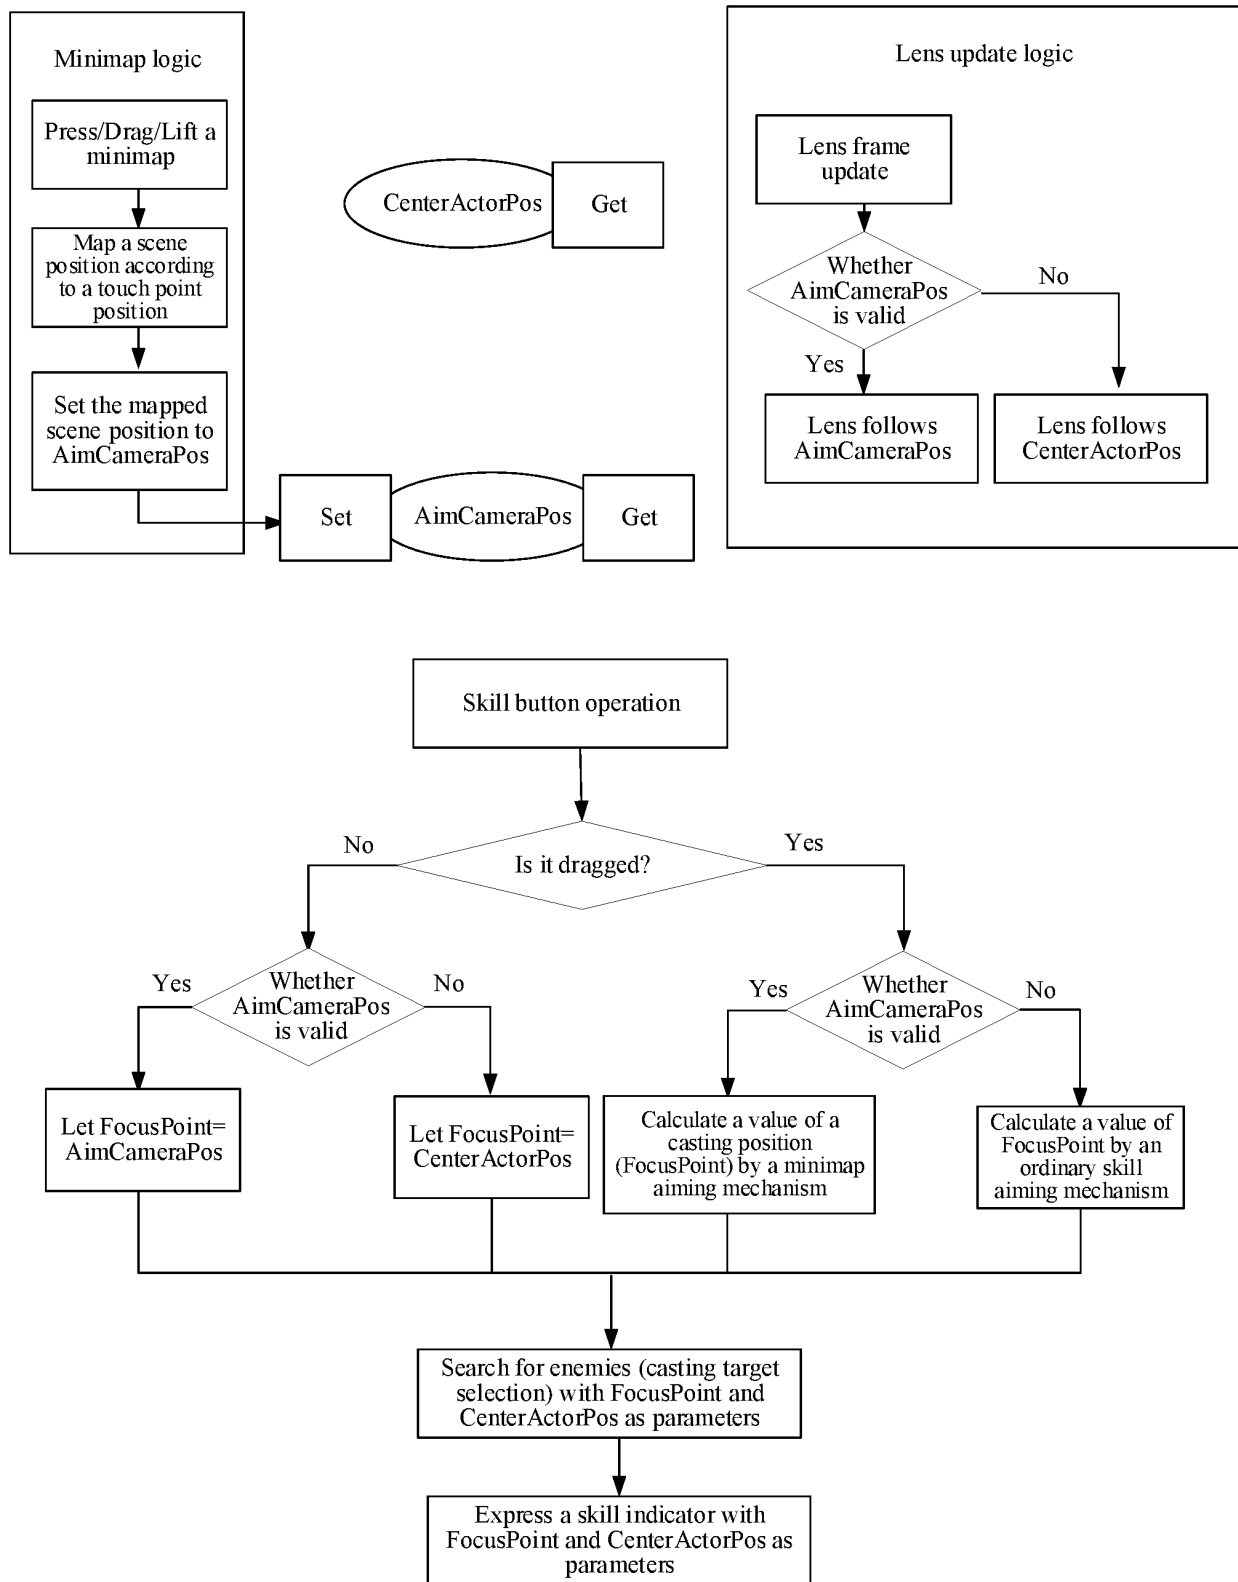 Minimap logic
Press/Drag/Lift a
minimap
Map a scene
position according
to a touch point
position
Set the mapped
scene position to
AimCameraPos
CenterActorPos
Get
Set
AimCameraPos
Get
Lens update logic
Lens frame
update
Whether
AimCameraPos
is valid
No
Yes
Lens follows
AimCameraPos
Lens follows
CenterActorPos
Skill button operation
Is it dragged?
No
Yes
Whether
AimCameraPos
is valid
Yes
No
Whether
AimCameraPos
is valid
Yes
No
Let FocusPoint=
AimCameraPos
Let FocusPoint=
CenterActorPos
Calculate a value of a
casting position
(FocusPoint) by a minimap
aiming mechanism
Calculate a value of
FocusPoint by an
ordinary skill
aiming mechanism
Search for enemies (casting target
selection) with FocusPoint and
CenterActorPos as parameters
Express a skill indicator with
FocusPoint and CenterActorPos as
parameters